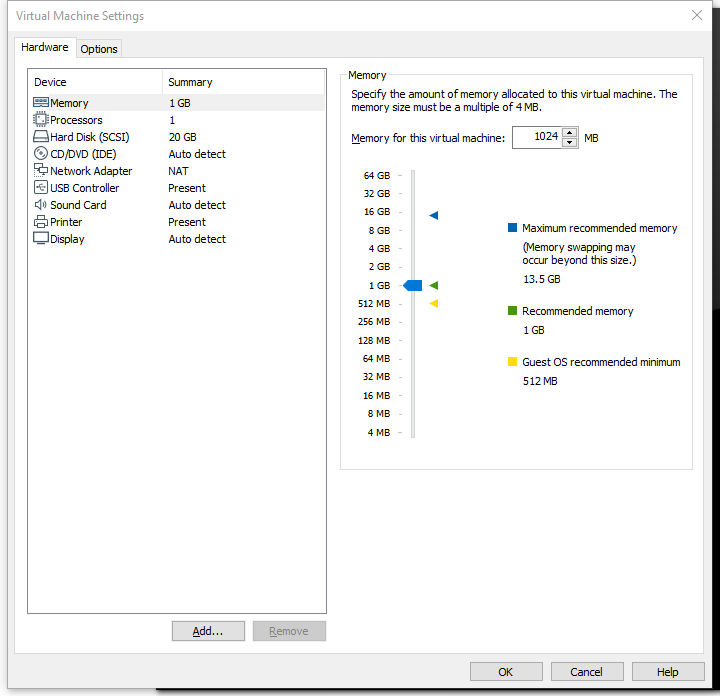 Virtual Machine Settings
Hardware
Options
Device Summary
Memory 1 GB
Processors 1
Hard Disk (SCSI) 20 GB
CD/DVD (IDE) Auto detect
Network Adapter NAT
USB Controller Present
Sound Card Auto detect
Printer Present
Display Auto detect
Add...
Remove
Memory
Specify the amount of memory allocated to this virtual machine. The
memory size must be a multiple of 4 MB.
Memory for this virtual machine: 1024 MB
64 GB
32 GB
16 GB
8 GB
4 GB
2 GB
1 GB
512 MB
256 MB
128 MB
64 MB
32 MB
16 MB
8 MB
4 MB
Maximum recommended memory
(Memory swapping may
occur beyond this size.)
13.5 GB
Recommended memory
1 GB
Guest OS recommended minimum
512 MB
OK
Cancel
Help